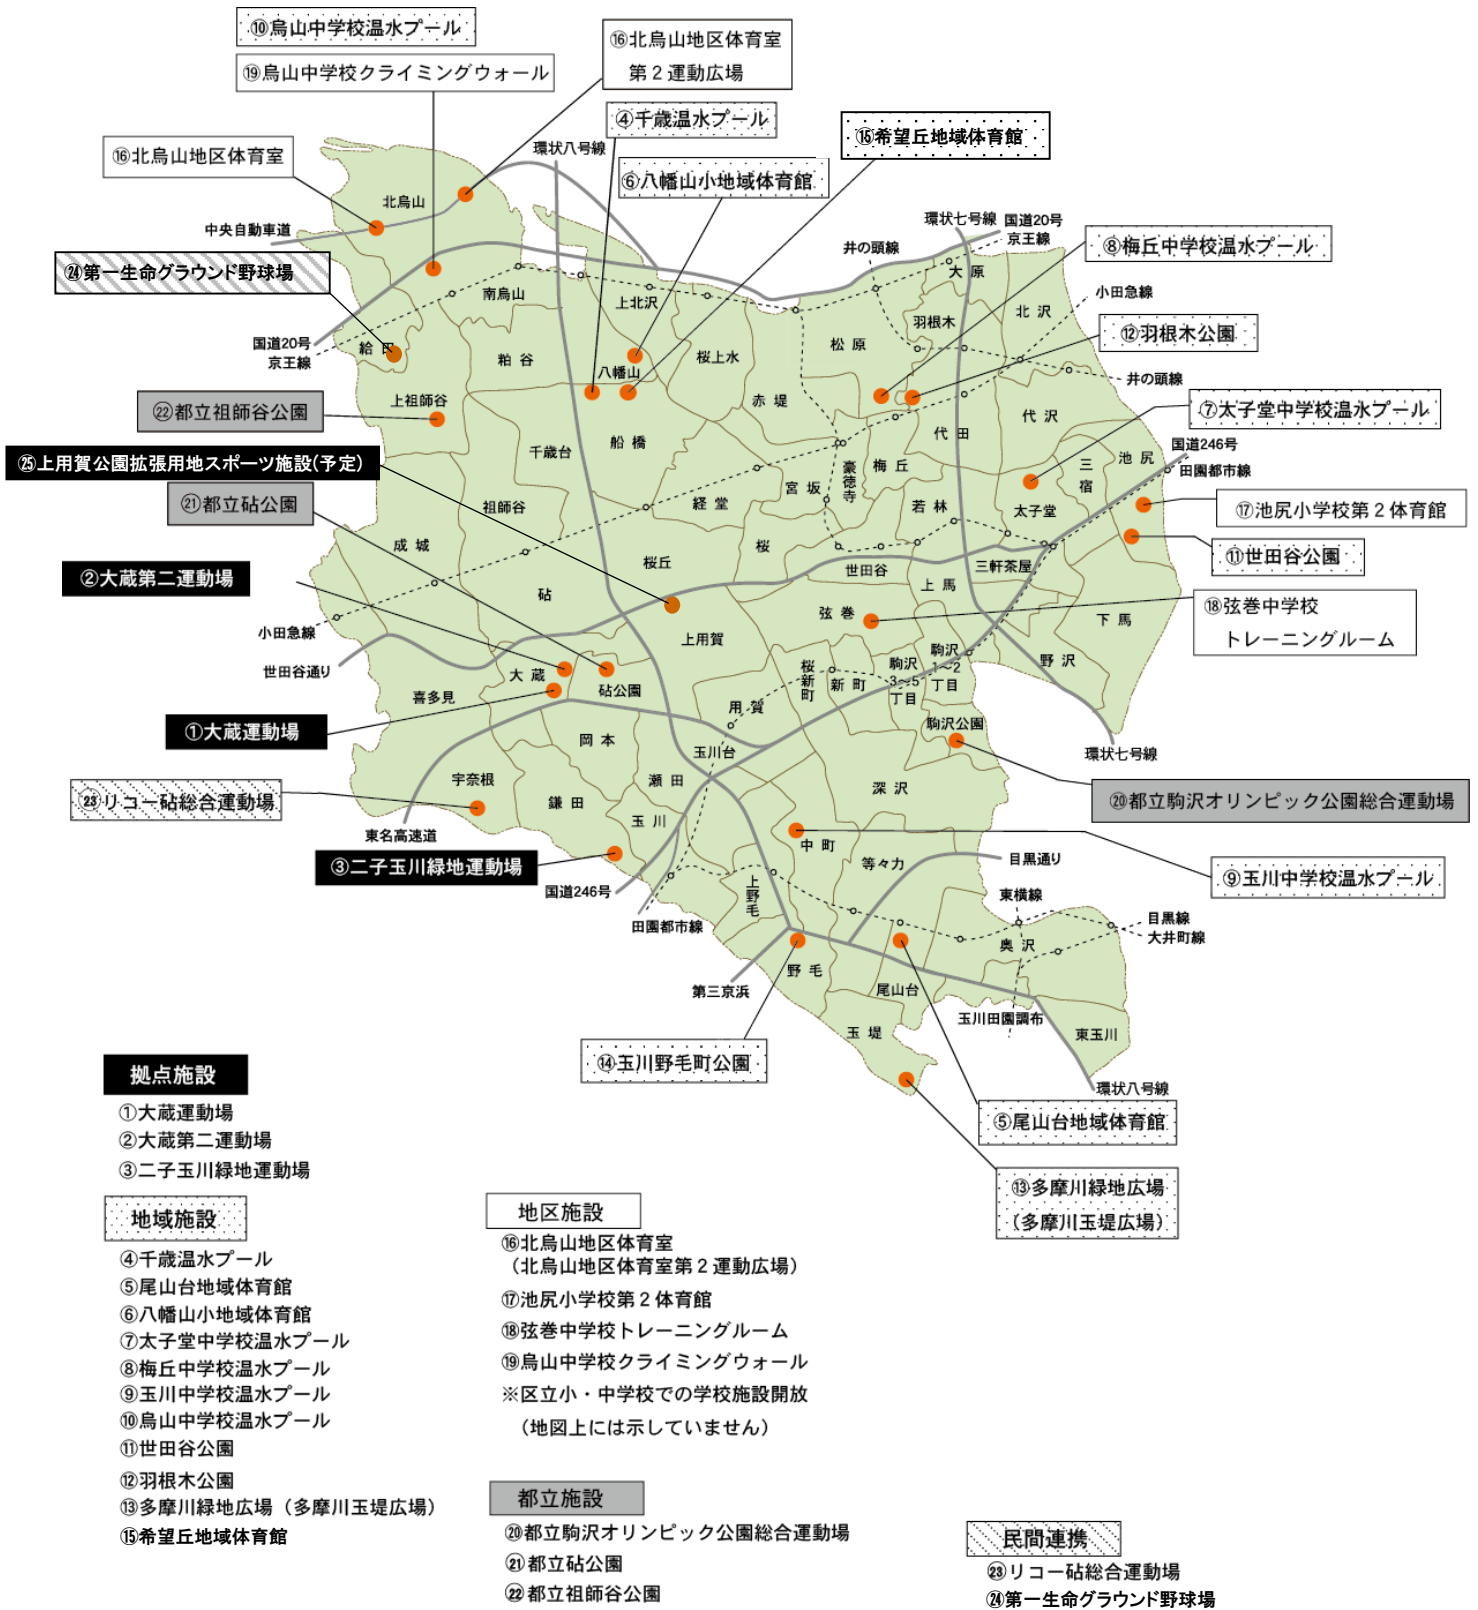 ⑩烏山中学校温水プール
⑲烏山中学校クライミングウォール
⑯北烏山地区体育室
第２運動広場
④千歳温水プール
⑮希望丘地域体育館
⑯北烏山地区体育室
環状八号線
⑥八幡山小地域体育館
北烏山
中央自動車道
環状七号線
国道20号
京王線
井の頭線
⑧梅丘中学校温水プール
㉔第一生命グラウンド野球場
大原
南烏山
上北沢
小田急線
北沢
羽根木
⑫羽根木公園
国道20号
京王線
給田
粕谷
八幡山
桜上水
松原
井の頭線
㉒都立祖師谷公園
上祖師谷
赤堤
⑦太子堂中学校温水プール
代沢
代田
船橋
千歳台
国道246号
田園都市線
池尻
三宿
㉕上用賀公園拡張用地スポーツ施設(予定)
梅丘
豪徳寺
宮坂
㉑都立砧公園
祖師谷
経堂
若林
太子堂
⑰池尻小学校第２体育館
成城
桜
桜丘
⑪世田谷公園
②大蔵第二運動場
世田谷
上馬
三軒茶屋
砧
⑱弦巻中学校
トレーニングルーム
弦巻
下馬
小田急線
上用賀
世田谷通り
大蔵
砧公園
桜新町
新町
駒沢
3〜5
丁目
駒沢
1〜2
丁目
野沢
喜多見
用賀
①大蔵運動場
駒沢公園
岡本
玉川台
環状七号線
宇奈根
瀬田
深沢
㉓リコー砧総合運動場
鎌田
玉川
⑳都立駒沢オリンピック公園総合運動場
東名高速道
中町
等々力
目黒通り
③二子玉川緑地運動場
国道246号
上野毛
⑨玉川中学校温水プール
東横線
田園都市線
目黒線
大井町線
奥沢
野毛
第三京浜
尾山台
玉川田園調布
玉堤
東玉川
⑭玉川野毛町公園
環状八号線
⑤尾山台地域体育館
⑬多摩川緑地広場
（多摩川玉堤広場）
拠点施設
①大蔵運動場
②大蔵第二運動場
③二子玉川緑地運動場
地域施設
④千歳温水プール
⑤尾山台地域体育館
⑥八幡山小地域体育館
⑦太子堂中学校温水プール
⑧梅丘中学校温水プール
⑨玉川中学校温水プール
⑩烏山中学校温水プール
⑪世田谷公園
⑫羽根木公園
⑬多摩川緑地広場（多摩川玉堤広場）
⑮希望丘地域体育館
地区施設
⑯北烏山地区体育室
（北烏山地区体育室第２運動広場）
⑰池尻小学校第２体育館
⑱弦巻中学校トレーニングルーム
⑲烏山中学校クライミングウォール
※区立小・中学校での学校施設開放
（地図上には示していません）
都立施設
⑳都立駒沢オリンピック公園総合運動場
㉑都立砧公園
㉒都立祖師谷公園
民間連携
㉓リコー砧総合運動場
㉔第一生命グラウンド野球場